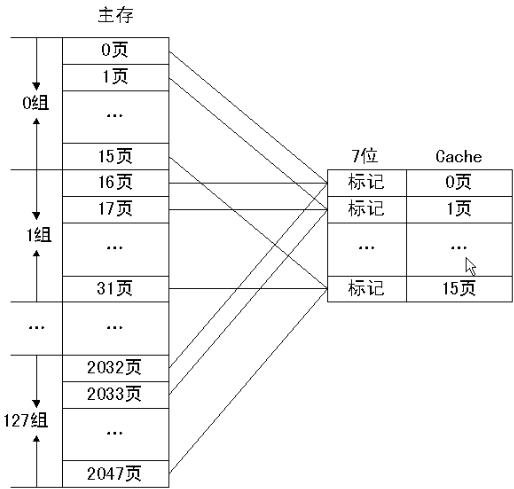 主存
0页
1页
0组
...
15页
7位 Cache
16页
标记 0页
17页
标记 1页
1组
...
... ...
31页
标记 15页
... ...
2032页
2033页
127组
...
2047页